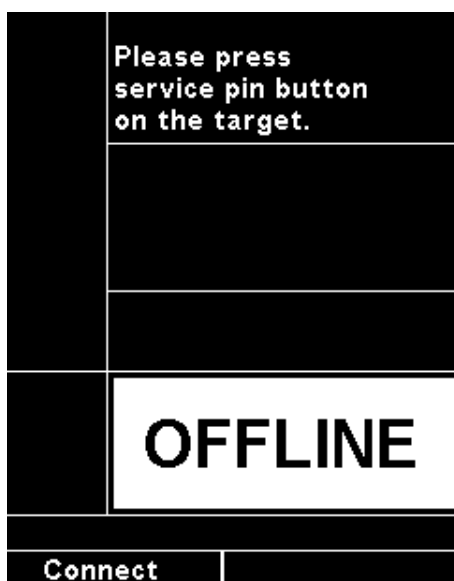 Please press
service pin button
on the target.
OFFLINE
Connect